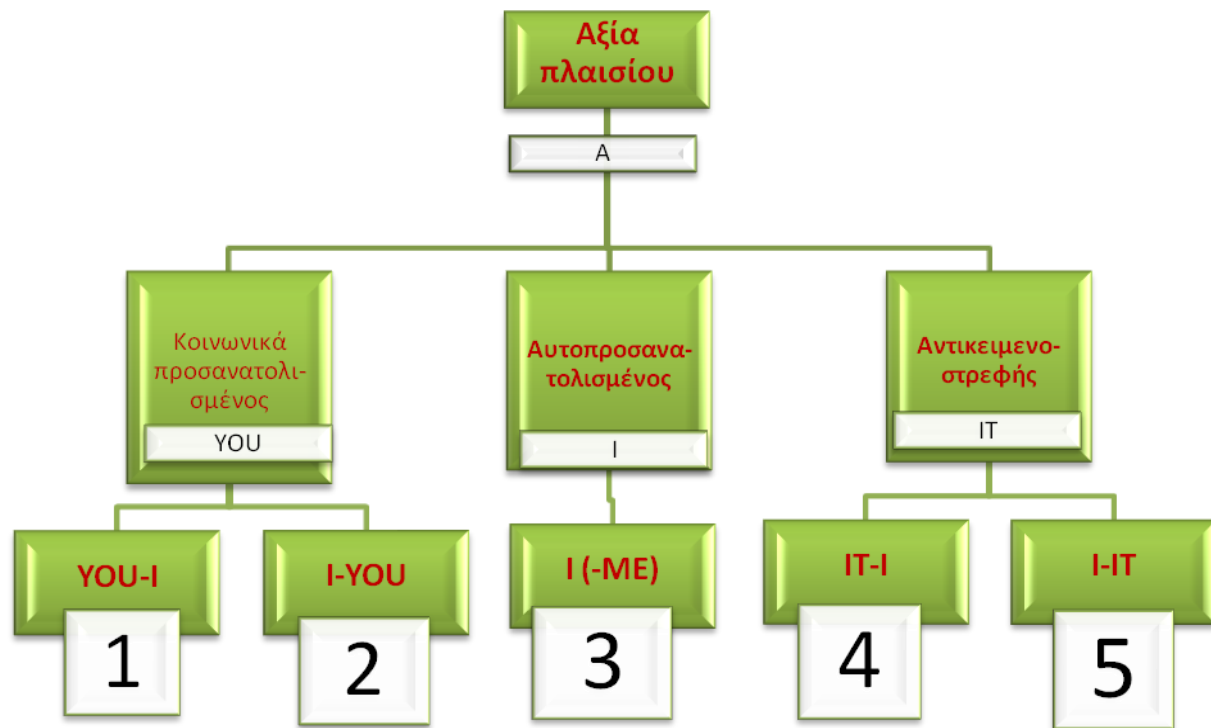 Αξία
πλαισίου
A
Κοινωνικά
προσανατολι-
σμένος
YOU
Αυτοπροσανα-
τολισμένος
I
Αντικειμενο-
στρεφής
IT
YOU-I
1
I-YOU
2
I (-ME)
3
IT-I
4
I-IT
5